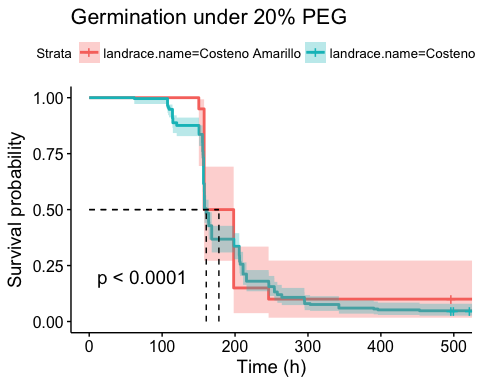 Germination under 20% PEG
Strata landrace.name=Costeno Amarillo landrace.name=Costeno
1.00
0.75
0.50
0.25
0.00
Survival probability
p < 0.0001
0 100 200 300 400 500
Time (h)